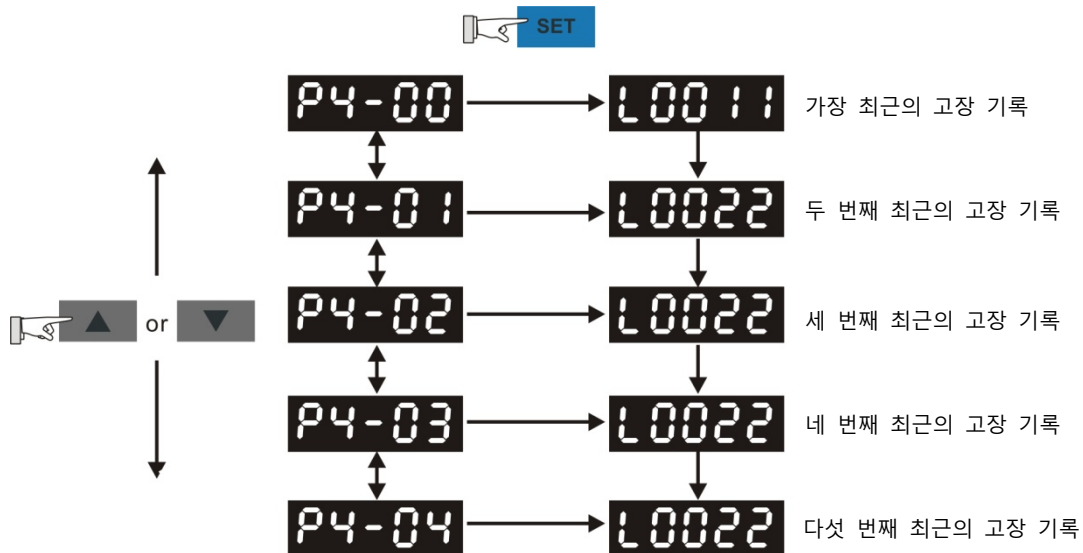 SET
P4-00 L0011 가장 최근의 고장 기록
P4-01 L0022 두 번째 최근의 고장 기록
or
P4-02 L0022 세 번째 최근의 고장 기록
P4-03 L0022 네 번째 최근의 고장 기록
P4-04 L0022 다섯 번째 최근의 고장 기록